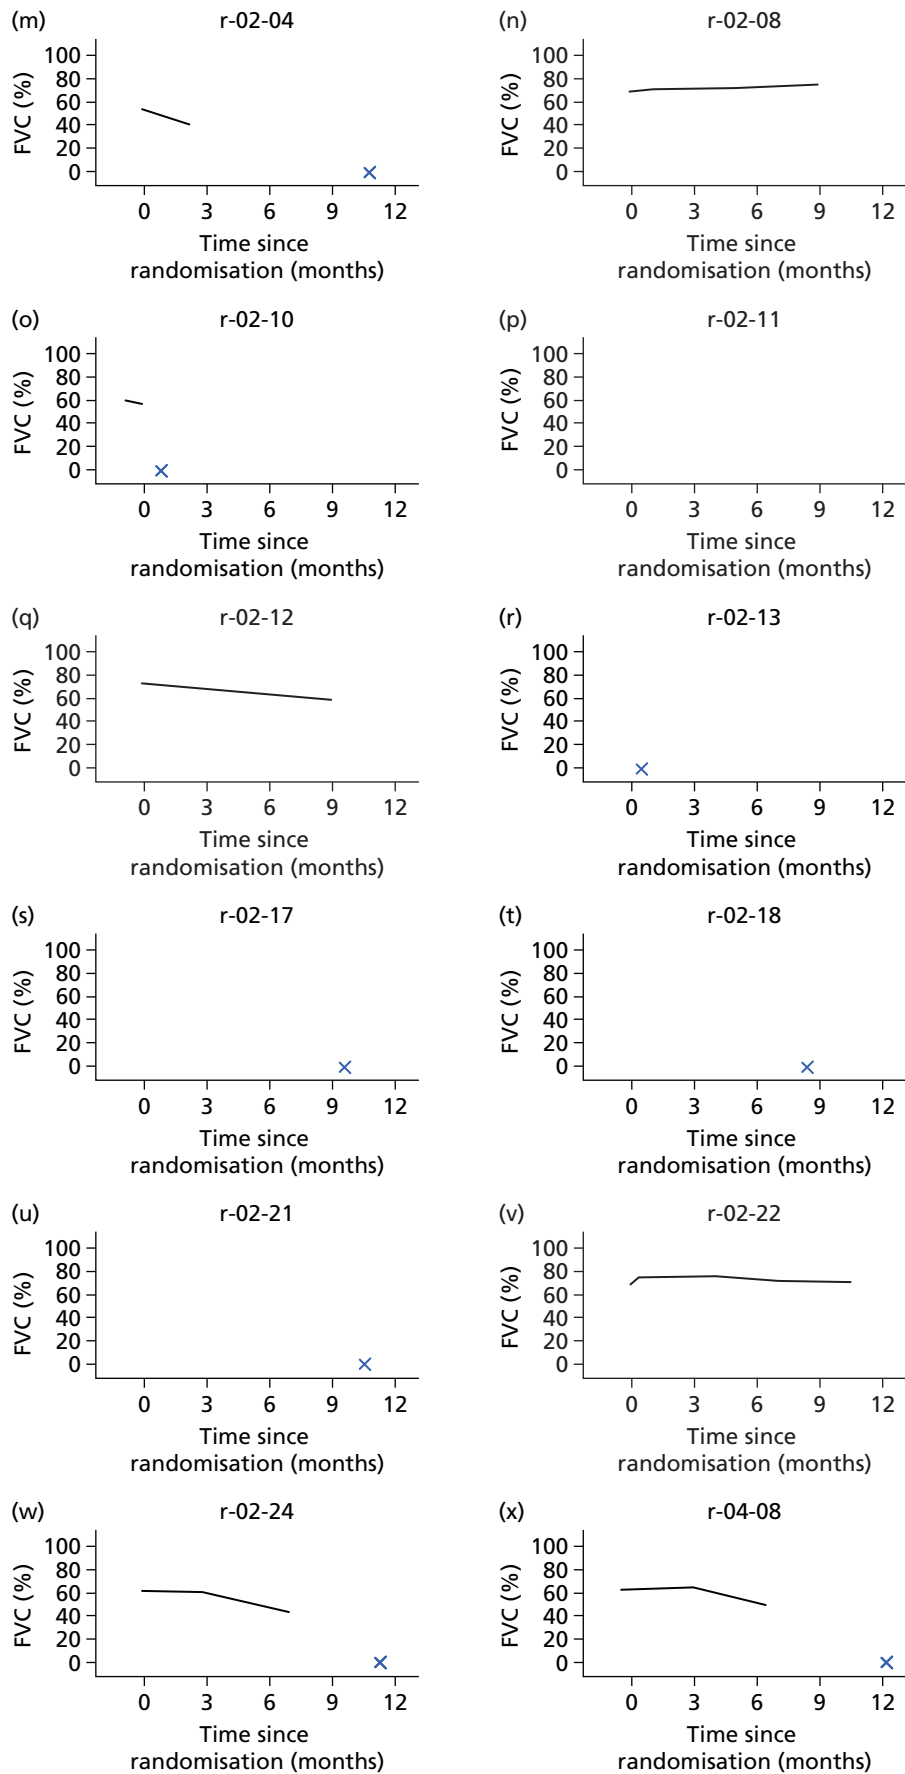 (m) r-02-04
FVC (%)
100
80
60
40
20
0
0 3 6 9 12
Time since
randomisation (months)
(n) r-02-08
FVC (%)
100
80
60
40
20
0
0 3 6 9 12
Time since
randomisation (months)
(o) r-02-10
FVC (%)
100
80
60
40
20
0
0 3 6 9 12
Time since
randomisation (months)
(p) r-02-11
FVC (%)
100
80
60
40
20
0
0 3 6 9 12
Time since
randomisation (months)
(q) r-02-12
FVC (%)
100
80
60
40
20
0
0 3 6 9 12
Time since
randomisation (months)
(r) r-02-13
FVC (%)
100
80
60
40
20
0
0 3 6 9 12
Time since
randomisation (months)
(s) r-02-17
FVC (%)
100
80
60
40
20
0
0 3 6 9 12
Time since
randomisation (months)
(t) r-02-18
FVC (%)
100
80
60
40
20
0
0 3 6 9 12
Time since
randomisation (months)
(u) r-02-21
FVC (%)
100
80
60
40
20
0
0 3 6 9 12
Time since
randomisation (months)
(v) r-02-22
FVC (%)
100
80
60
40
20
0
0 3 6 9 12
Time since
randomisation (months)
(w) r-02-24
FVC (%)
100
80
60
40
20
0
0 3 6 9 12
Time since
randomisation (months)
(x) r-04-08
FVC (%)
100
80
60
40
20
0
0 3 6 9 12
Time since
randomisation (months)